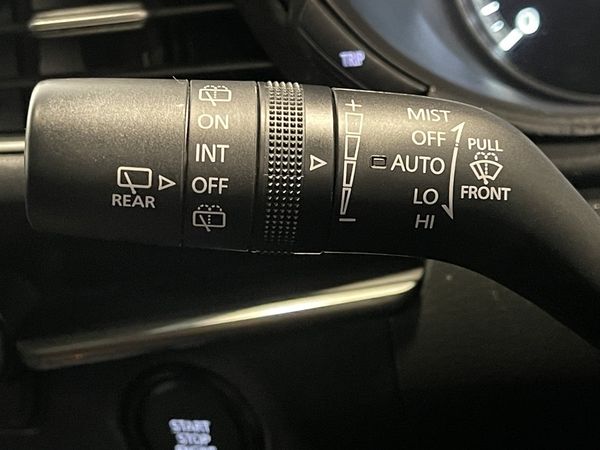 TRIP
REAR
ON
INT
OFF
+
-
MIST
OFF
AUTO
LO
HI
PULL
FRONT
START
STOP